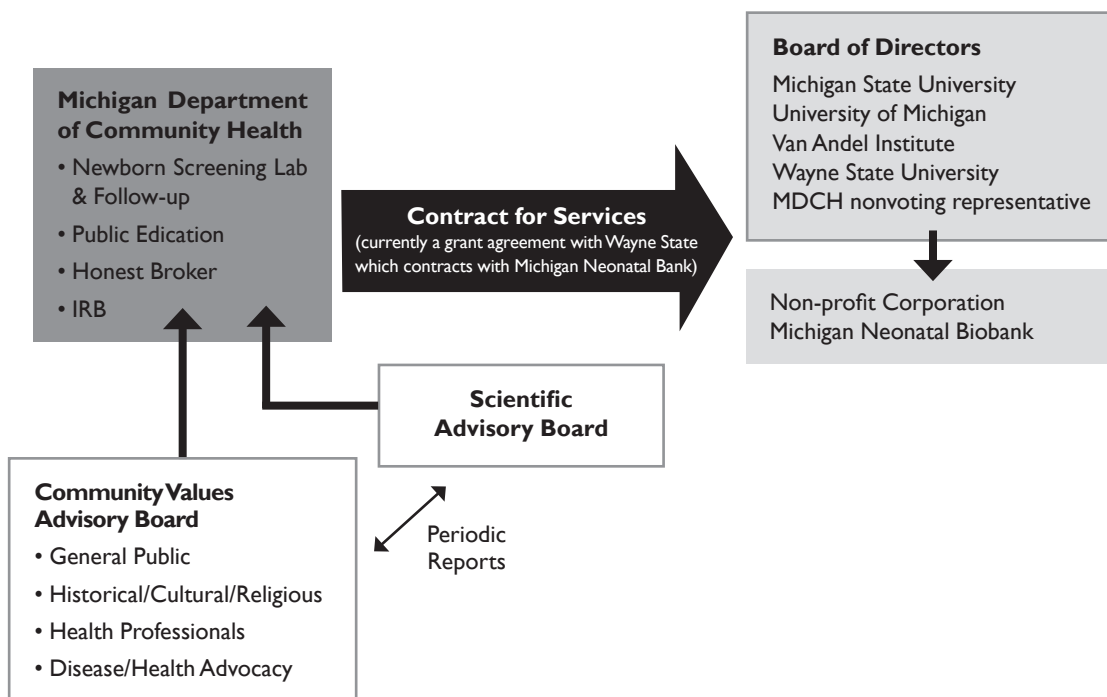 Michigan Department
of Community Health
• Newborn Screening Lab
& Follow-up
• Public Edication
• Honest Broker
• IRB
Contract for Services
(currently a grant agreement with Wayne State
which contracts with Michigan Neonatal Bank)
Board of Directors
Michigan State University
University of Michigan
Van Andel Institute
Wayne State University
MDCH nonvoting representative
Non-profit Corporation
Michigan Neonatal Biobank
Scientific
Advisory Board
Community Values
Advisory Board
• General Public
• Historical/Cultural/Religious
• Health Professionals
• Disease/Health Advocacy
Periodic
Reports